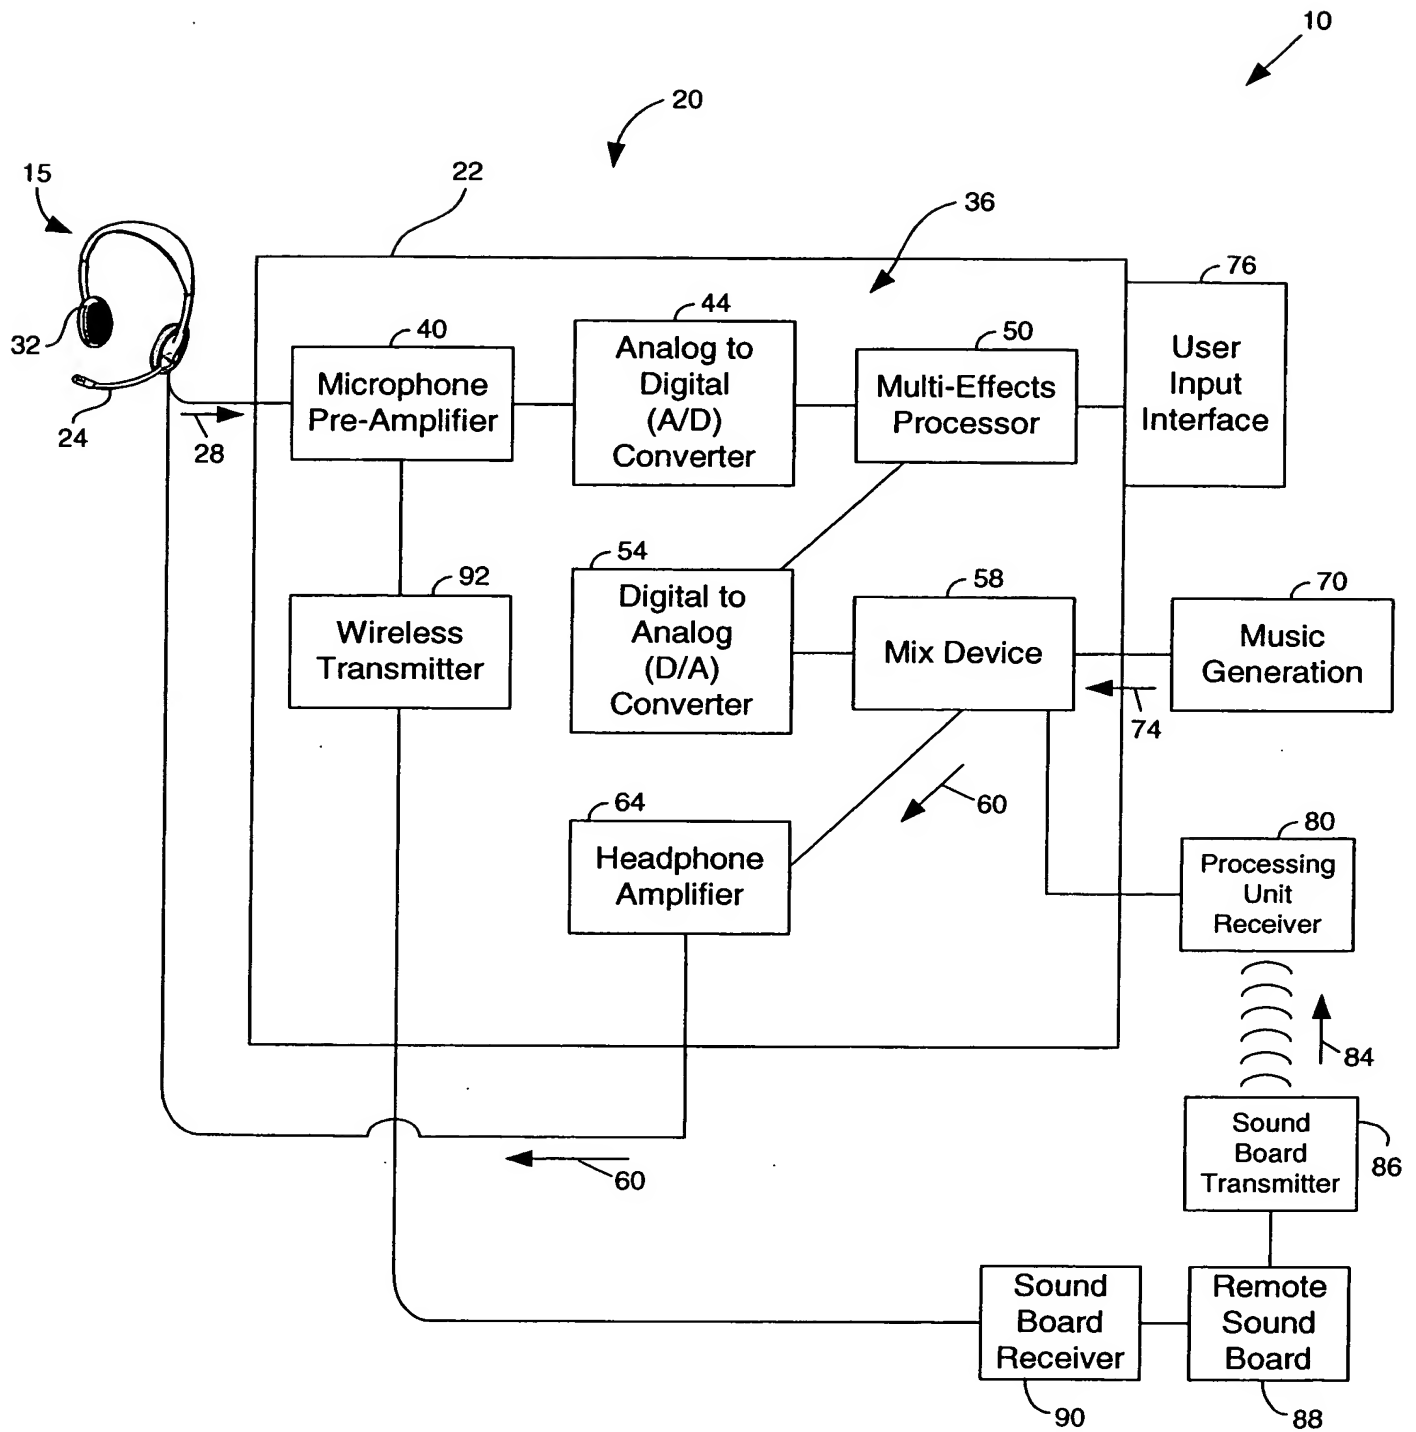 10
20
15
22
36
76
44
40
50
32
Analog to
Digital
(A/D)
Converter
User
Input
Interface
Microphone
Pre-Amplifier
Multi-Effects
Processor
24
28
54
92
58
70
Digital to
Analog
(D/A)
Converter
Wireless
Transmitter
Mix Device
Music
Generation
74
64
60
80
Headphone
Amplifier
Processing
Unit
Receiver
84
Sound
Board
Transmitter
86
60
Sound
Board
Receiver
Remote
Sound
Board
90
88